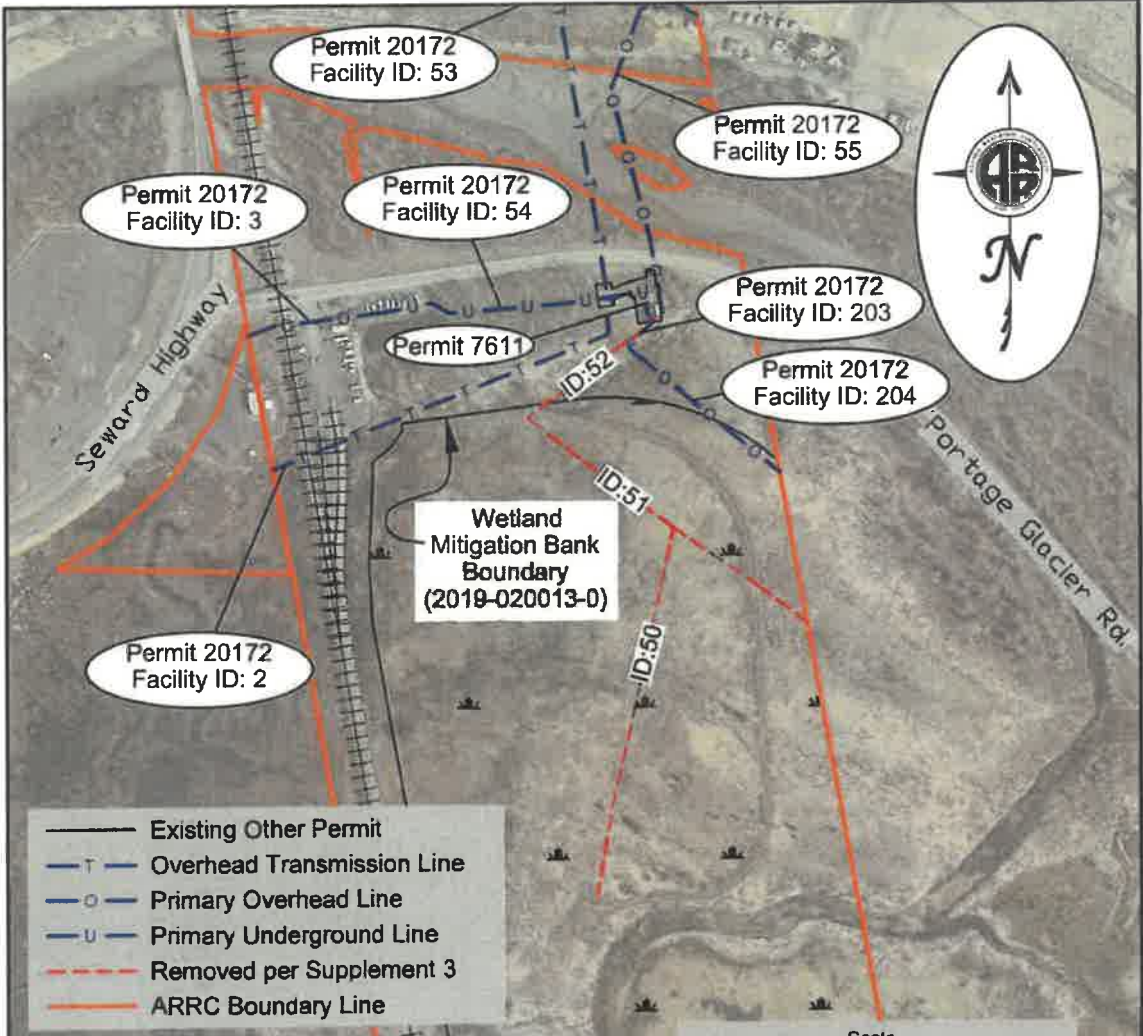 Permit 20172
Facility ID: 53
Permit 20172
Facility ID: 55
Permit 20172
Facility ID: 3
Permit 20172
Facility ID: 54
N
Permit 20172
Facility ID: 203
Permit 7611
ID:52
Permit 20172
Facility ID: 204
Seward Highway
Portage Glacier Rd.
ID:51
Wetland
Mitigation Bank
Boundary
(2019-020013-0)
ID:50
Permit 20172
Facility ID: 2
Existing Other Permit
T Overhead Transmission Line
O Primary Overhead Line
U Primary Underground Line
Removed per Supplement 3
ARRC Boundary Line
Scale